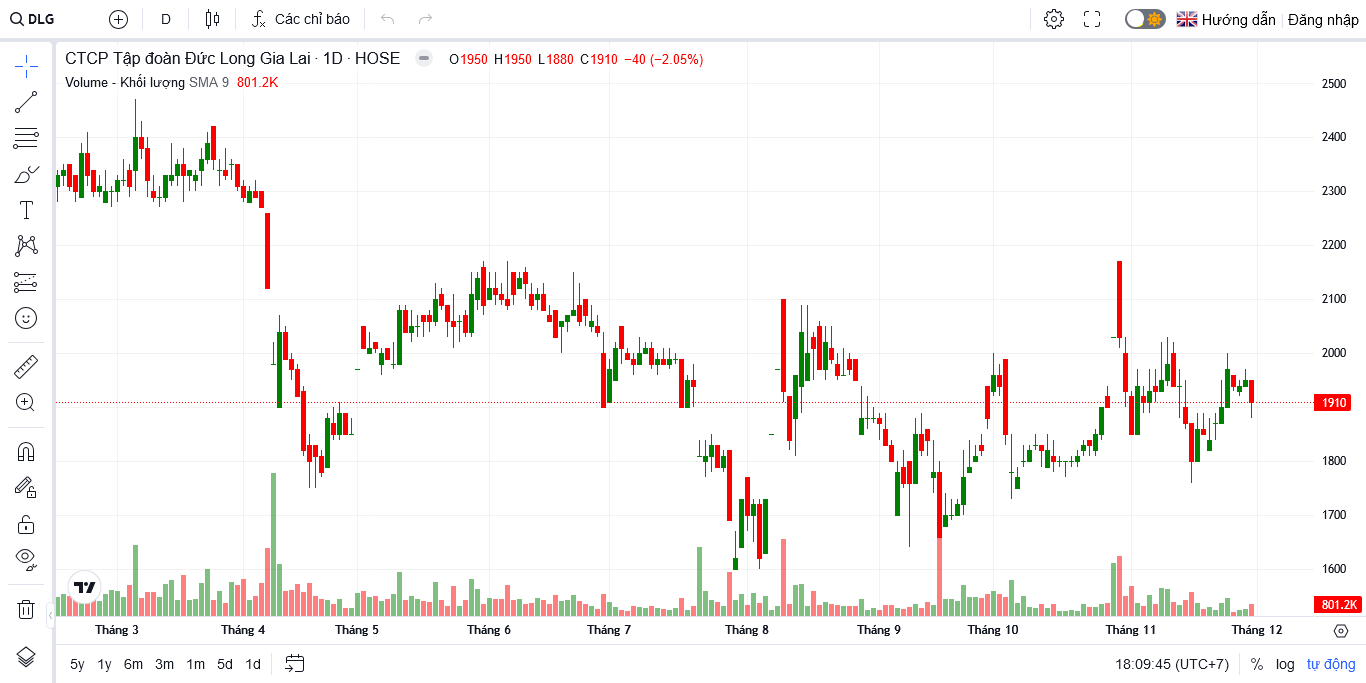 DLG D Các chỉ báo Hướng dẫn Đăng nhập
CTCP Tập đoàn Đức Long Gia Lai · 1D · HOSE O1950 H1950 L1880 C1910 −40 (−2.05%)
Volume - Khối lượng SMA 9 801.2K
2500
2400
2300
2200
2100
2000
1910
1800
1700
1600
801.2K
Tháng 3 Tháng 4 Tháng 5 Tháng 6 Tháng 7 Tháng 8 Tháng 9 Tháng 10 Tháng 11 Tháng 12
5y 1y 6m 3m 1m 5d 1d 18:09:45 (UTC+7) % log tự động